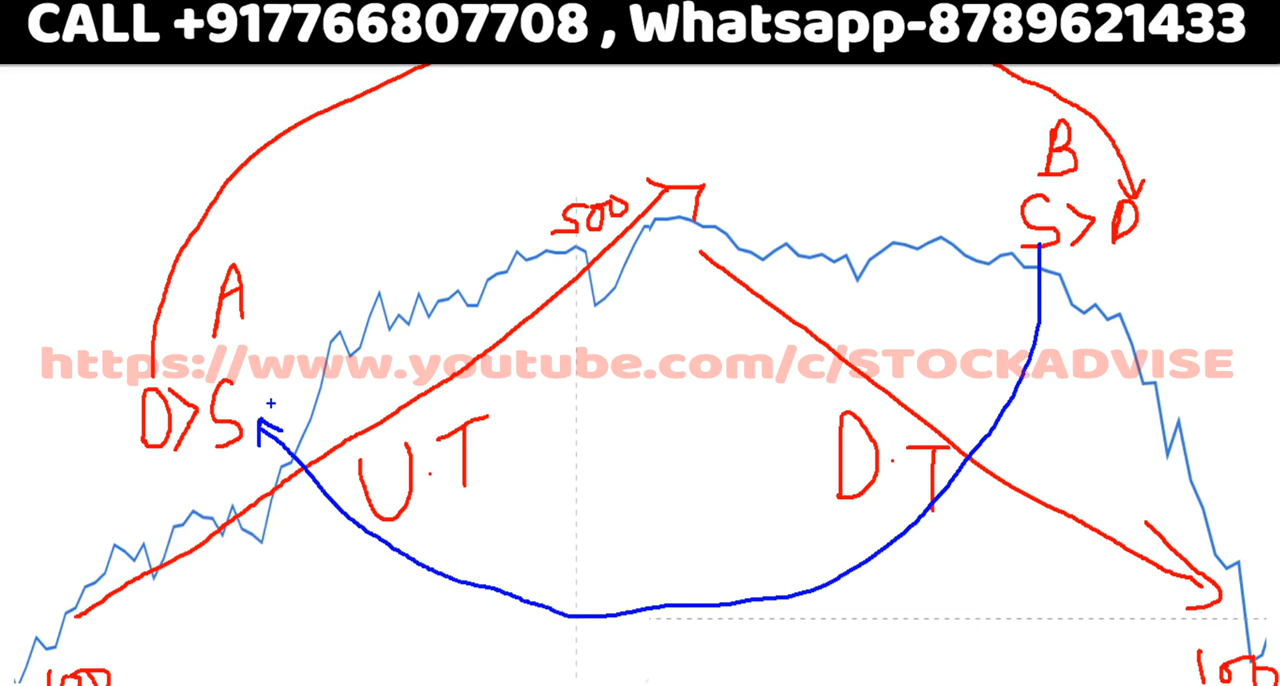 CALL +917766807708 , Whatsapp-8789621433
B
500
S>D
A
https://www.youtube.com/c/STOCKADVISE
D>S
U.T
D.T
100
100